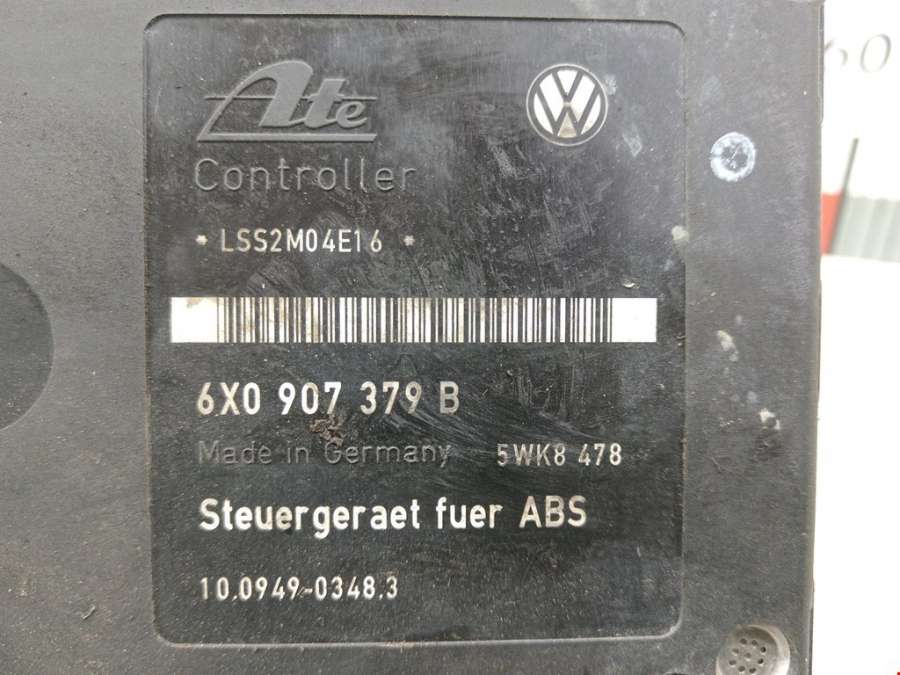 Ate
Controller
* LSS2M04E16 *
6X0 907 379 B
Made in Germany 5WK8 478
Steuergeraet fuer ABS
10.0949-0348.3